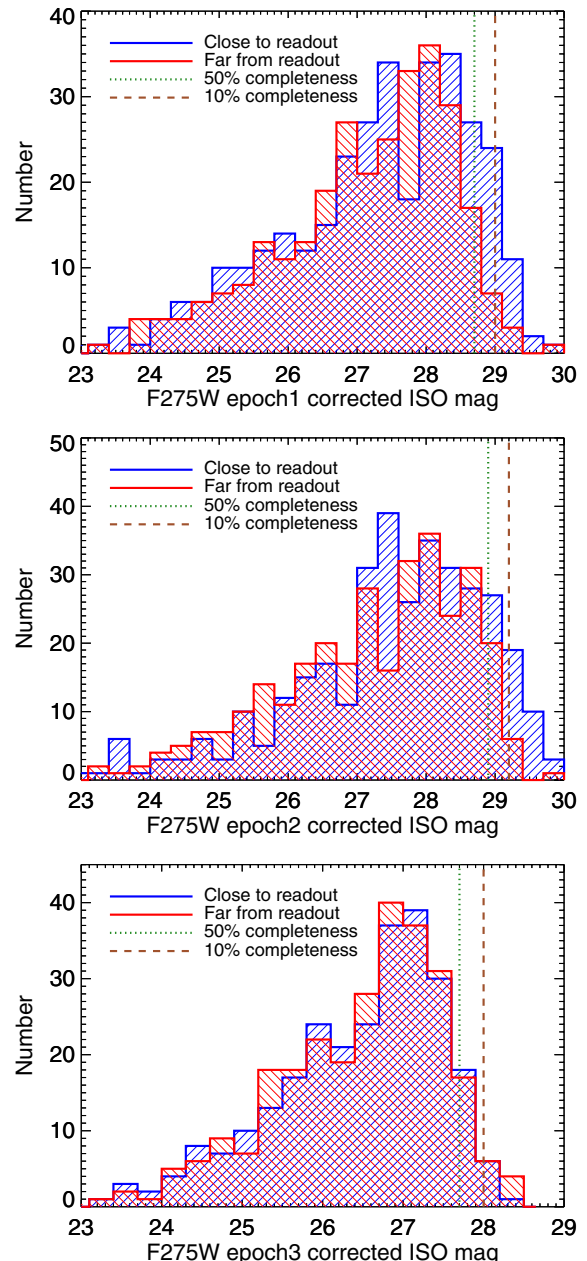 40
30
20
10
0
Number
Close to readout
Far from readout
50% completeness
10% completeness
23 24 25 26 27 28 29 30
F275W epoch1 corrected ISO mag
50
40
30
20
10
0
Number
Close to readout
Far from readout
50% completeness
10% completeness
23 24 25 26 27 28 29 30
F275W epoch2 corrected ISO mag
40
30
20
10
0
Number
Close to readout
Far from readout
50% completeness
10% completeness
23 24 25 26 27 28 29
F275W epoch3 corrected ISO mag